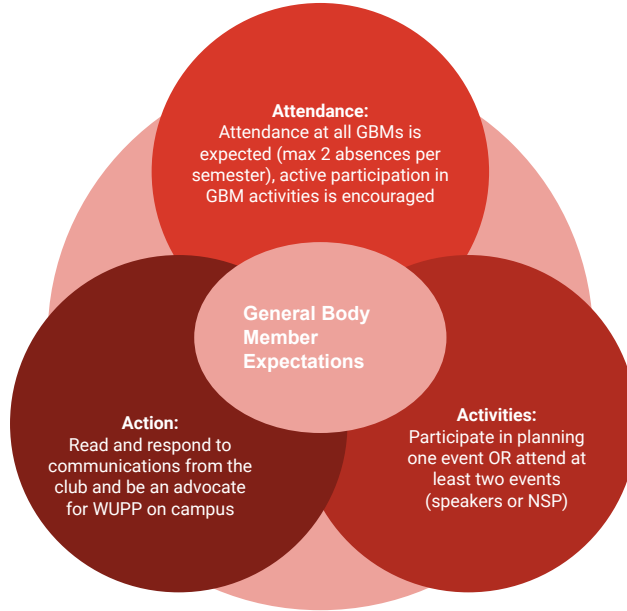 Attendance:
Attendance at all GBMs is
expected (max 2 absences per
semester), active participation in
GBM activities is encouraged
General Body
Member
Expectations
Action:
Read and respond to
communications from the
club and be an advocate
for WUPP on campus
Activities:
Participate in planning
one event OR attend at
least two events
(speakers or NSP)